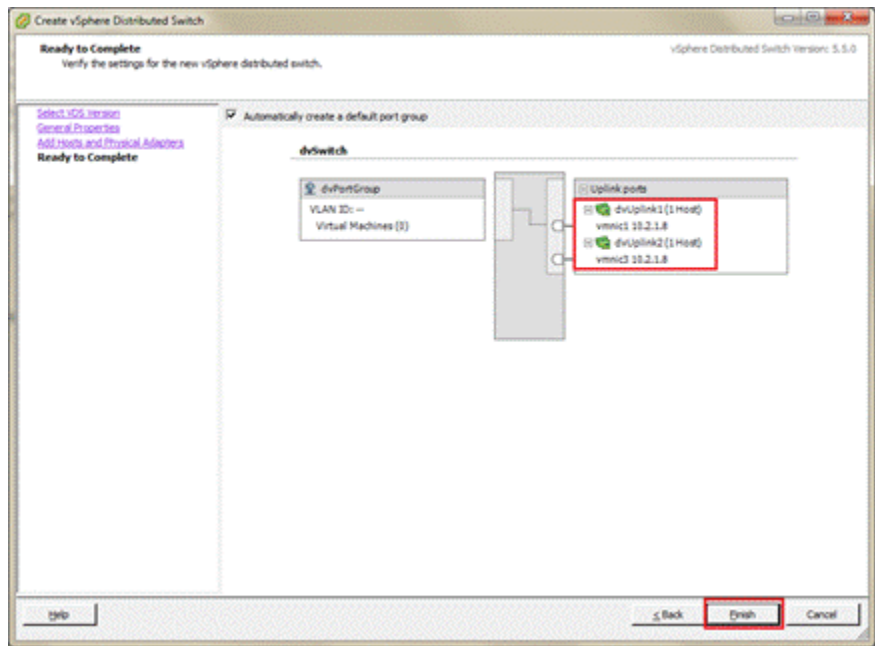 Create vSphere Distributed Switch
Ready to Complete
Verify the settings for the new vSphere distributed switch.
vSphere Distributed Switch Version: 5.5.0
Select VDS Version
General Properties
Add Hosts and Physical Adapters
Ready to Complete
Automatically create a default port group
dvSwitch
dvPortGroup
VLAN ID: --
Virtual Machines (0)
Uplink ports
dvUplink1 (1 Host)
vmnic1 10.2.1.8
dvUplink2 (1 Host)
vmnic3 10.2.1.8
Help
< Back
Finish
Cancel